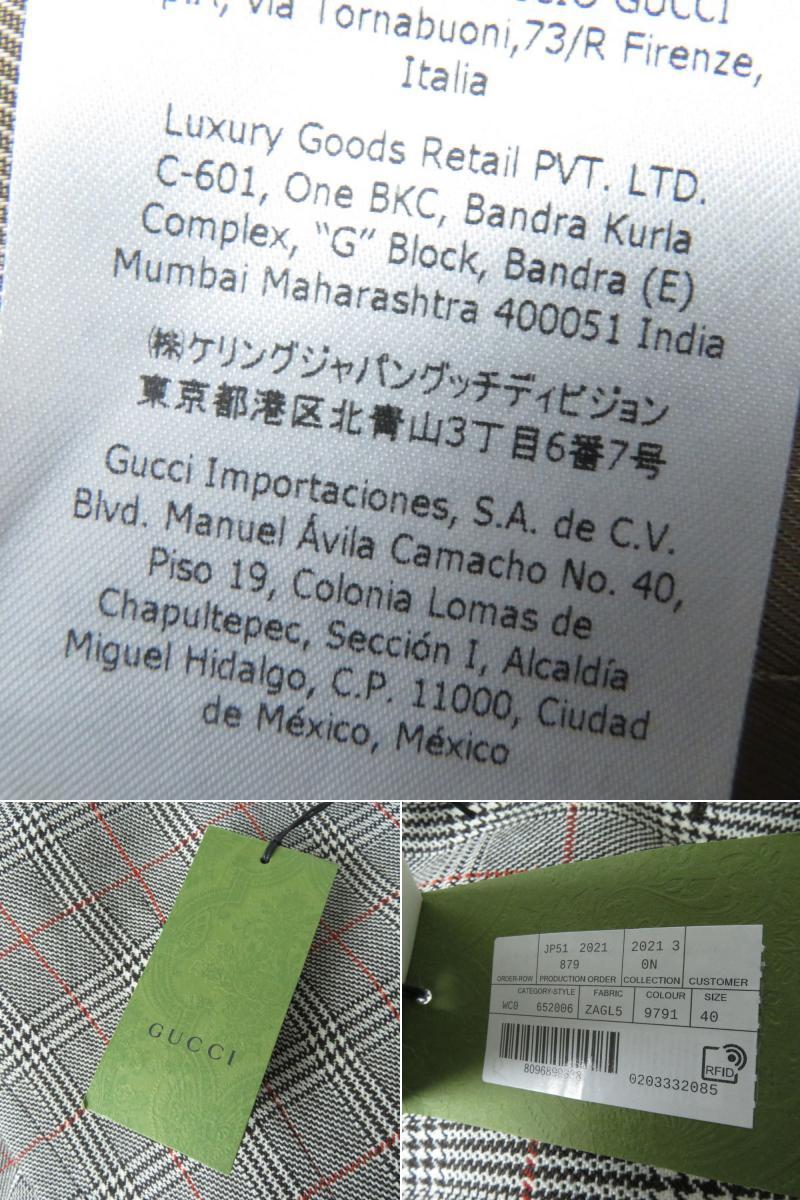 GUCCI
via Tornabuoni,73/R Firenze,
Italia
Luxury Goods Retail PVT. LTD.
C-601, One BKC, Bandra Kurla
Complex, “G” Block, Bandra (E)
Mumbai Maharashtra 400051 India
㈱ケリングジャパングッチディビジョン
東京都港区北青山3丁目6番7号
Gucci Importaciones, S.A. de C.V.
Blvd. Manuel Ávila Camacho No. 40,
Piso 19, Colonia Lomas de
Chapultepec, Sección I, Alcaldía
Miguel Hidalgo, C.P. 11000, Ciudad
de México, México
GUCCI
JP51 2021 2021 3
879 0N
ORDER-ROW PRODUCTION ORDER COLLECTION CUSTOMER
CATEGORY-STYLE FABRIC COLOUR SIZE
WC0 652006 ZAGL5 9791 40
RFID
0203332085